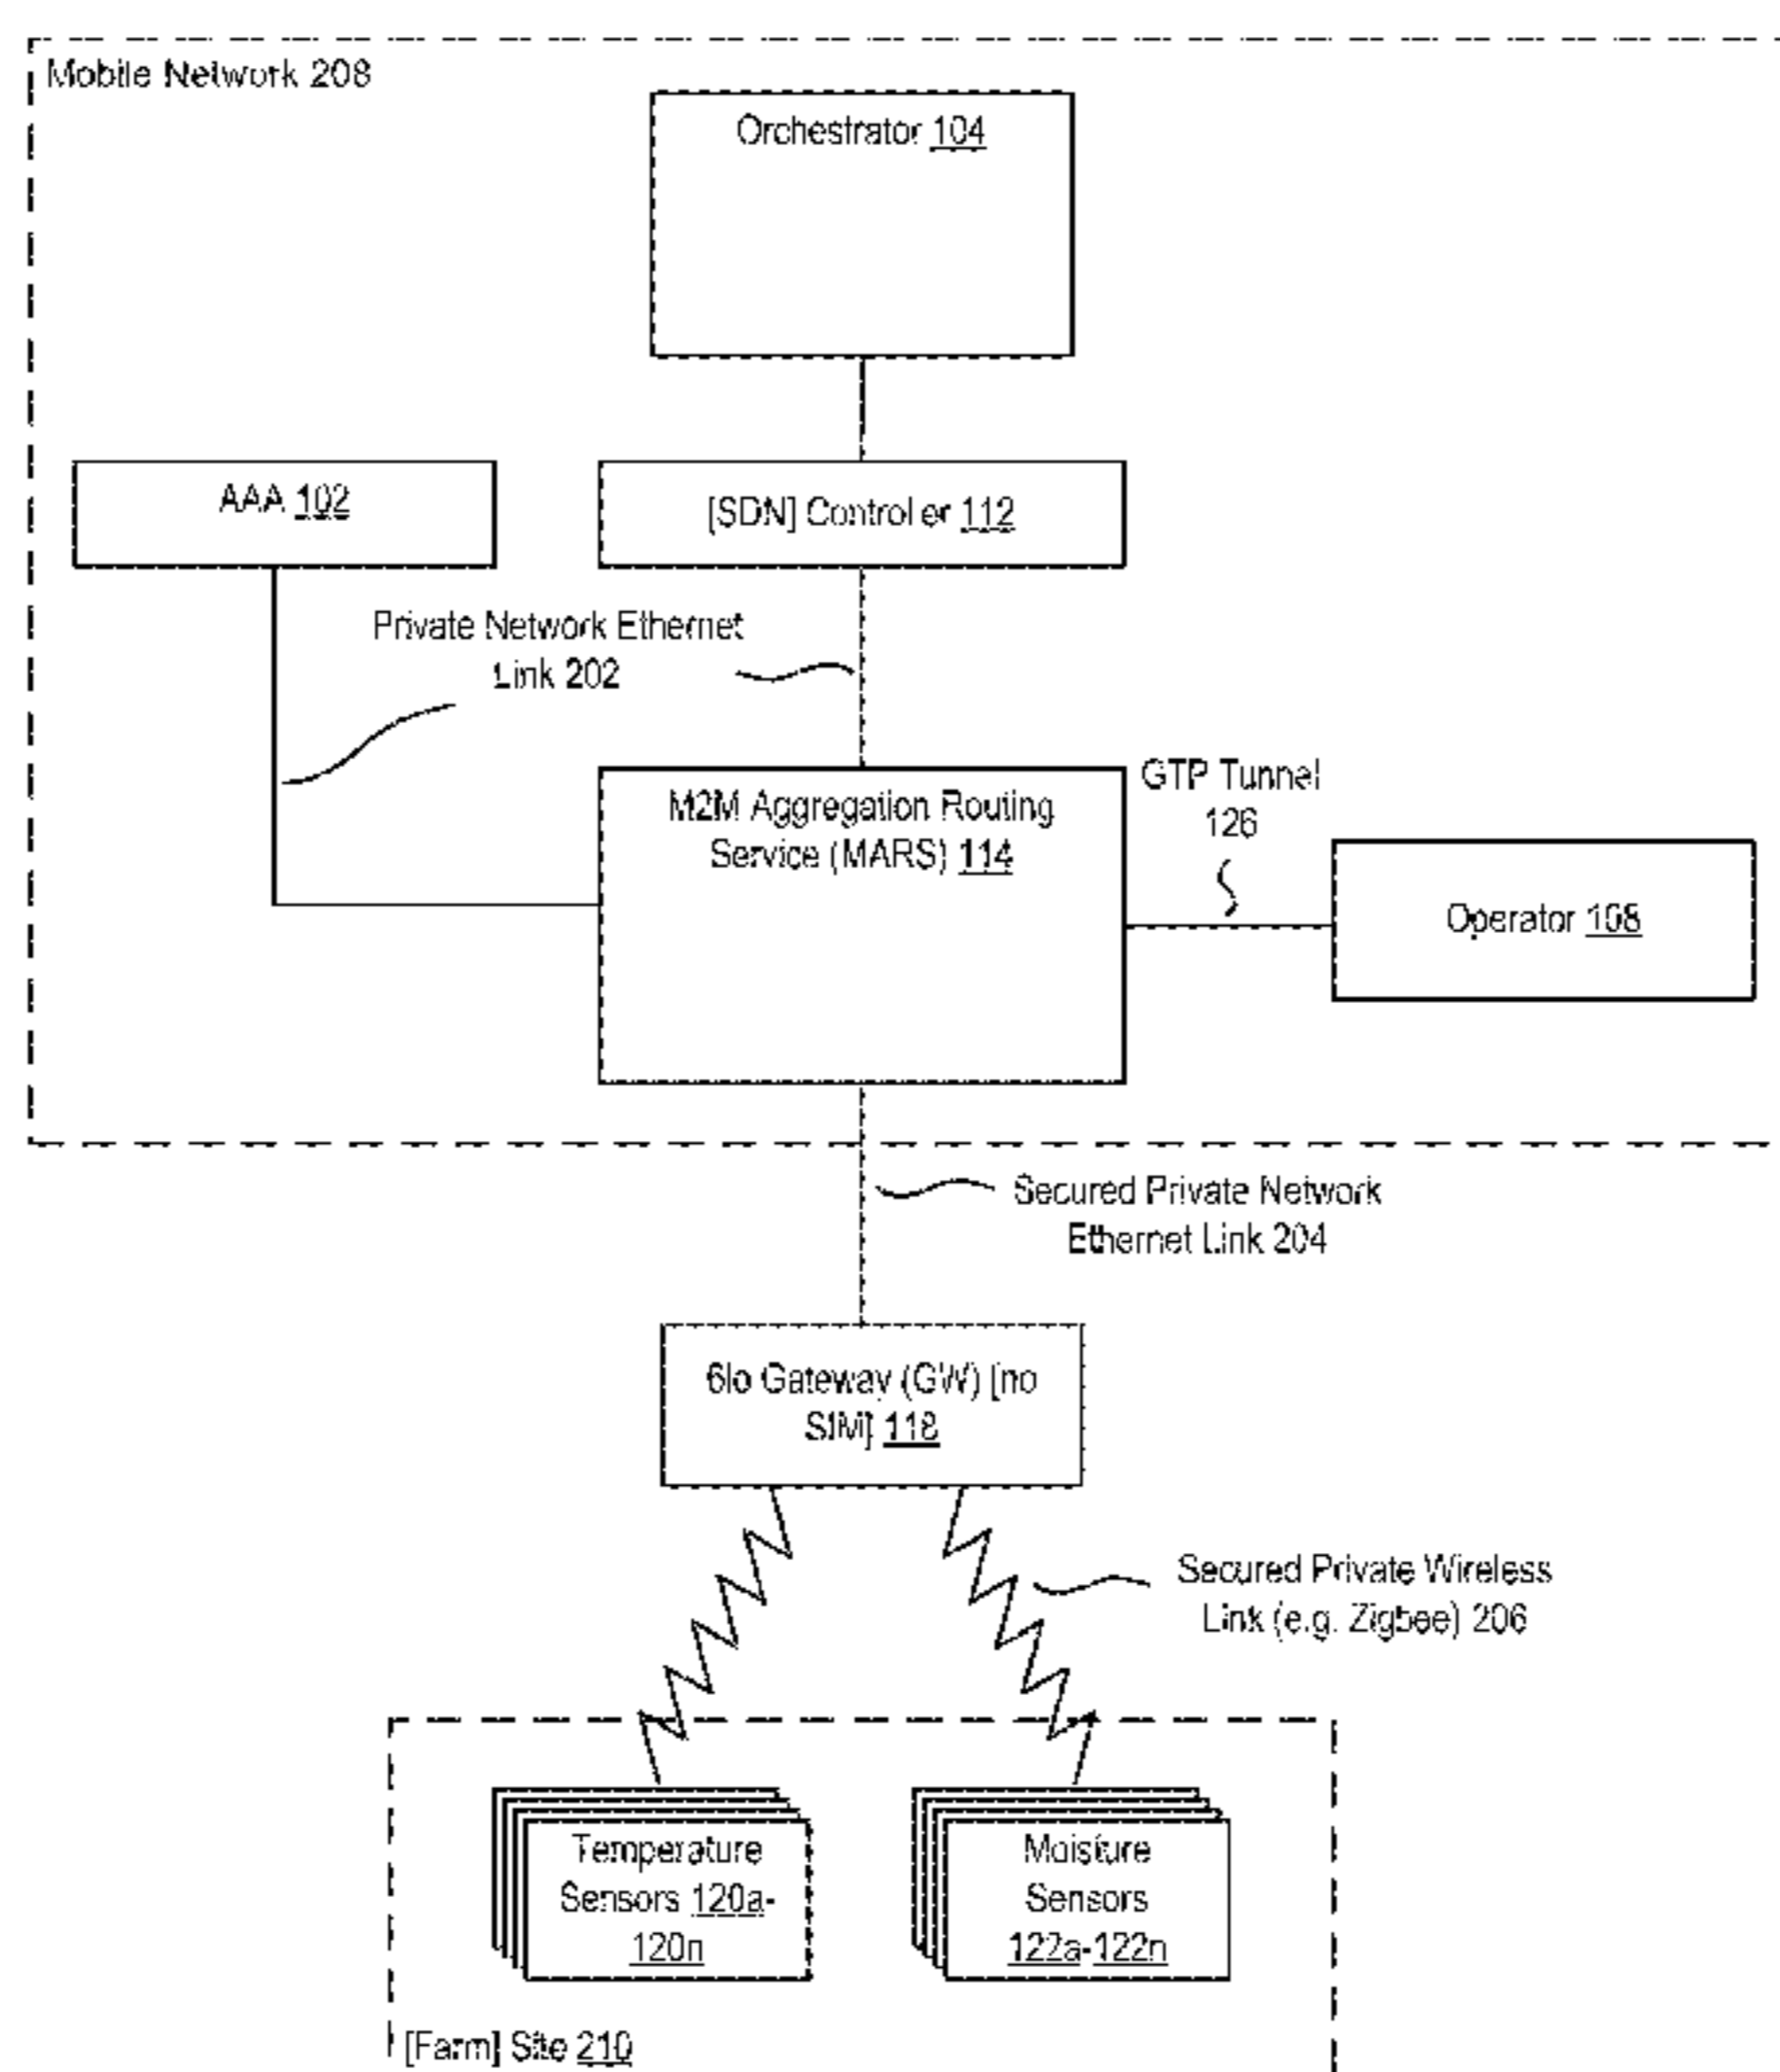 Mobile Network 208
Orchestrator 104
AAA 102
[SDN] Controller 112
Private Network Ethernet
Link 202
GTP Tunnel
126
M2M Aggregation Routing
Service (MARS) 114
Operator 108
Secured Private Network
Ethernet Link 204
6lo Gateway (GW) [no
SIM] 118
Secured Private Wireless
Link (e.g. Zigbee) 206
Temperature
Sensors 120a-
120n
Moisture
Sensors
122a-122n
[Farm] Site 210